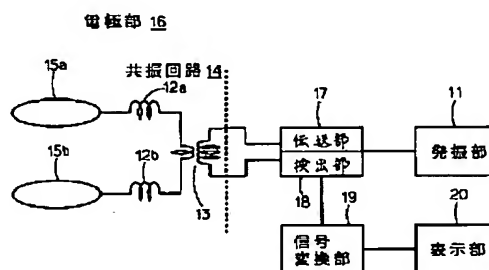 電極部 16
15a
共振回路 14
12a
17
11
伝送部
発振部
15b
検出部
12b
18
13
19
20
信号
変換部
表示部